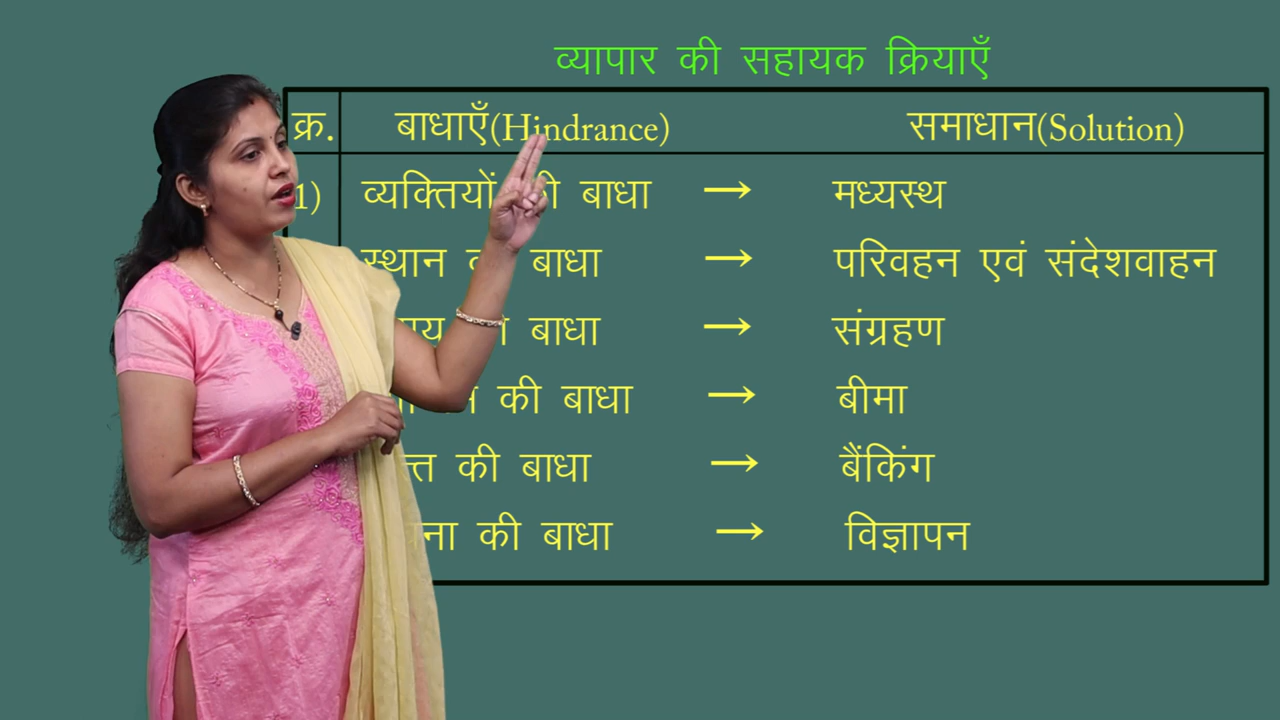 व्यापार की सहायक क्रियाएँ
क्र. बाधाएँ(Hindrance) समाधान(Solution)
1) व्यक्तियों बाधा → मध्यस्थ
स्थान बाधा → परिवहन एवं संदेशवाहन
बाधा → संग्रहण
की बाधा → बीमा
की बाधा → बैंकिंग
की बाधा → विज्ञापन